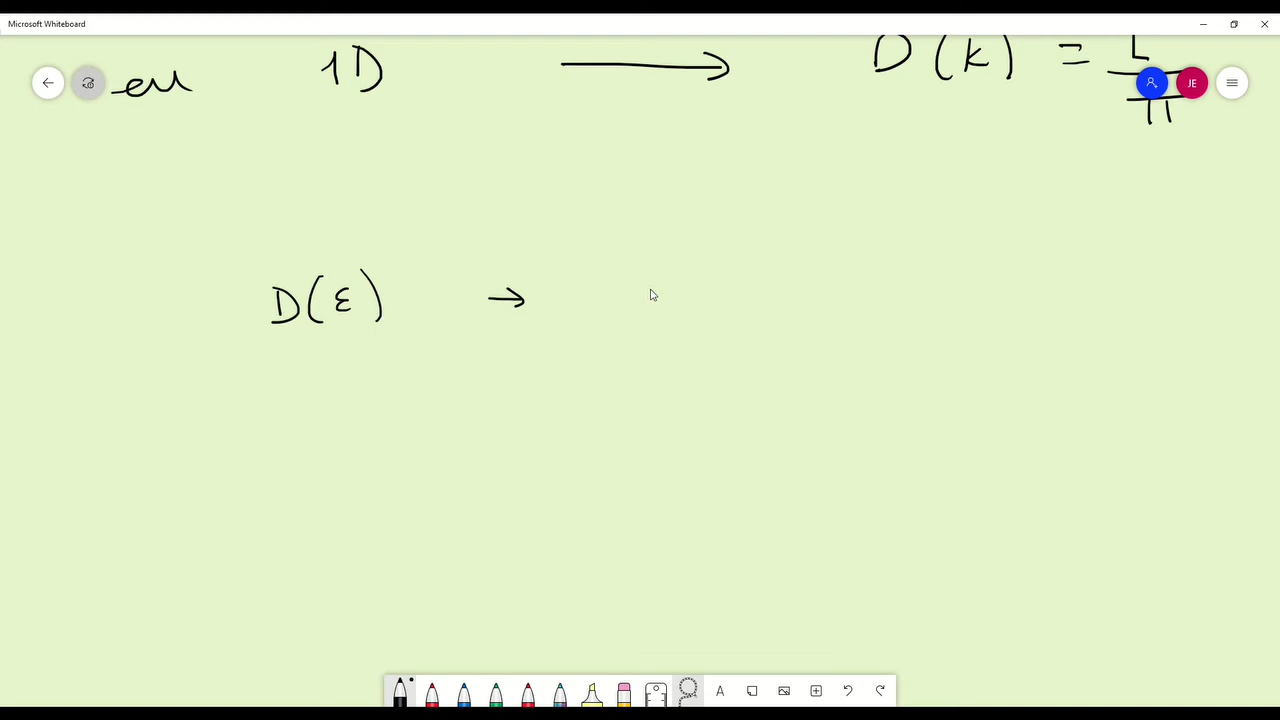 Microsoft Whiteboard
en 1D → D(k) = L/π
JE
D(ε) →
A